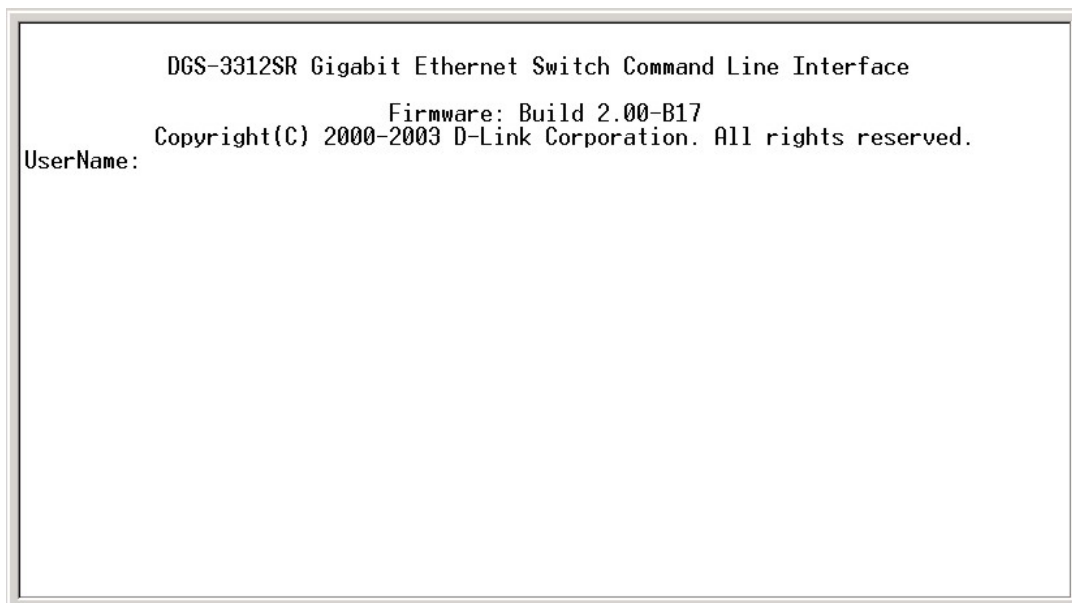 DGS-3312SR Gigabit Ethernet Switch Command Line Interface
Firmware: Build 2.00-B17
Copyright(C) 2000-2003 D-Link Corporation. All rights reserved.
UserName: